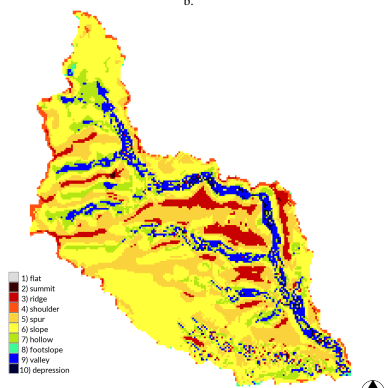 b.
1) flat
2) summit
3) ridge
4) shoulder
5) spur
6) slope
7) hollow
8) footslope
9) valley
10) depression